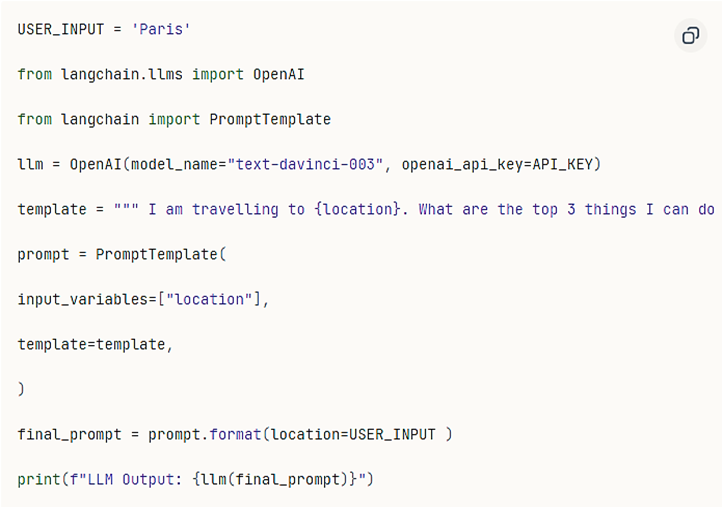 USER_INPUT = 'Paris'
from langchain.llms import OpenAI
from langchain import PromptTemplate
llm = OpenAI(model_name="text-davinci-003", openai_api_key=API_KEY)
template = """ I am travelling to {location}. What are the top 3 things I can do
prompt = PromptTemplate(
input_variables=["location"],
template=template,
)
final_prompt = prompt.format(location=USER_INPUT )
print(f"LLM Output: {llm(final_prompt)}")